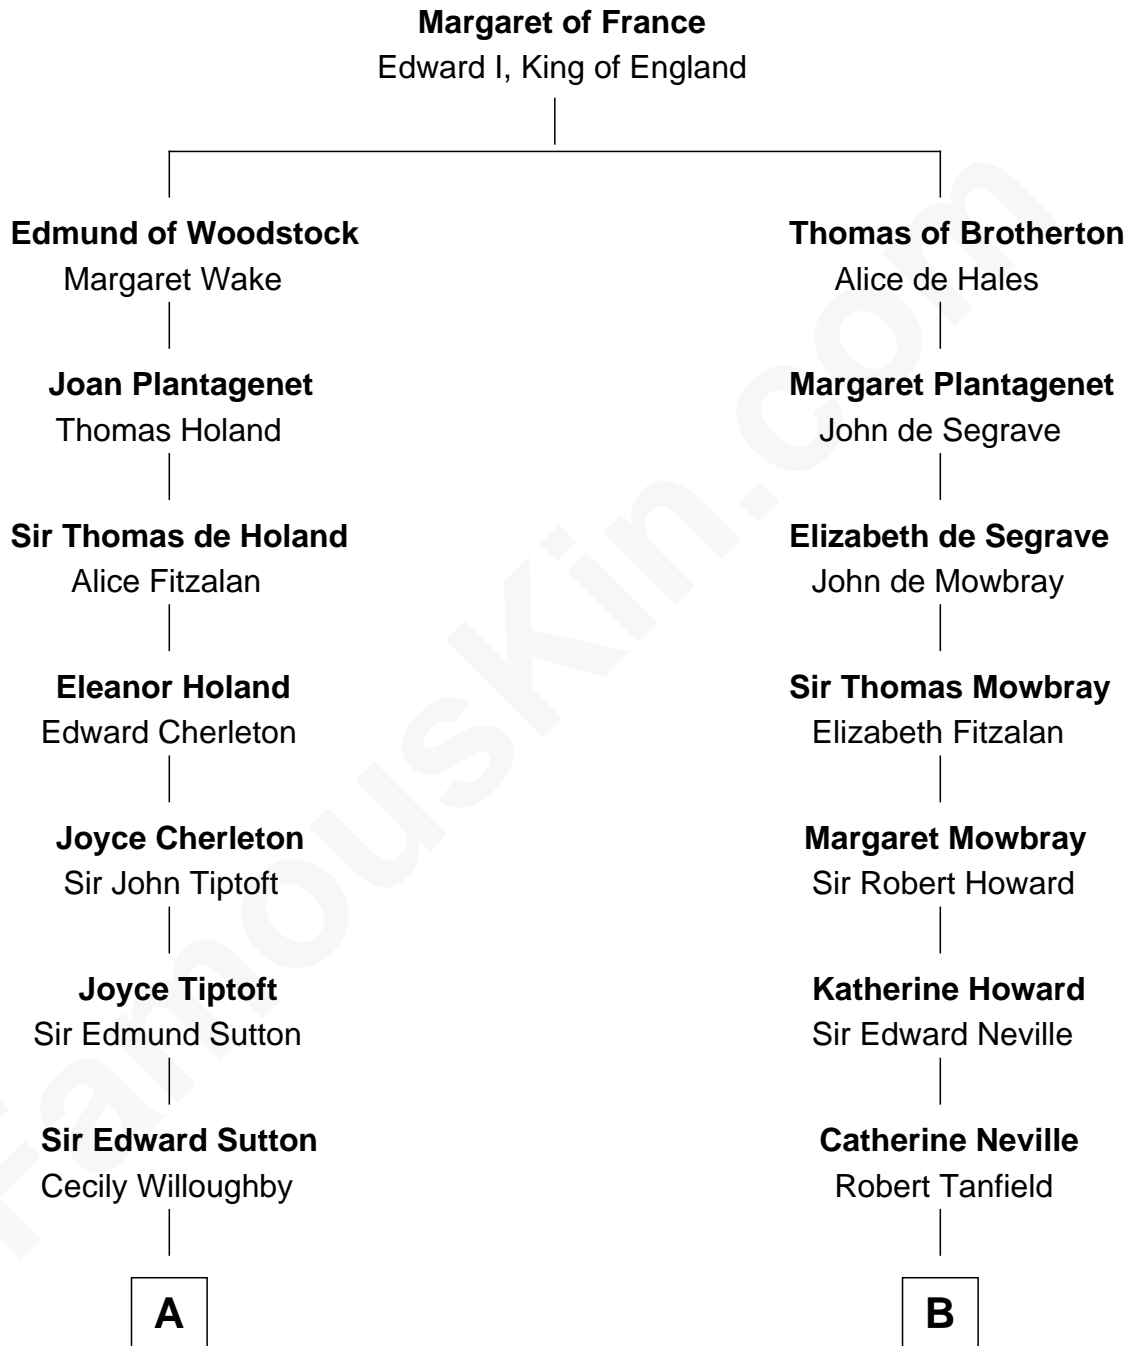 Margaret of France
Edward I, King of England
Edmund of Woodstock
Margaret Wake
Thomas of Brotherton
Alice de Hales
Joan Plantagenet
Thomas Holand
Margaret Plantagenet
John de Segrave
Sir Thomas de Holand
Alice Fitzalan
Elizabeth de Segrave
John de Mowbray
Eleanor Holand
Edward Cherleton
Sir Thomas Mowbray
Elizabeth Fitzalan
Joyce Cherleton
Sir John Tiptoft
Margaret Mowbray
Sir Robert Howard
Joyce Tiptoft
Sir Edmund Sutton
Katherine Howard
Sir Edward Neville
Sir Edward Sutton
Cecily Willoughby
Catherine Neville
Robert Tanfield
A
B
FamousKin.com